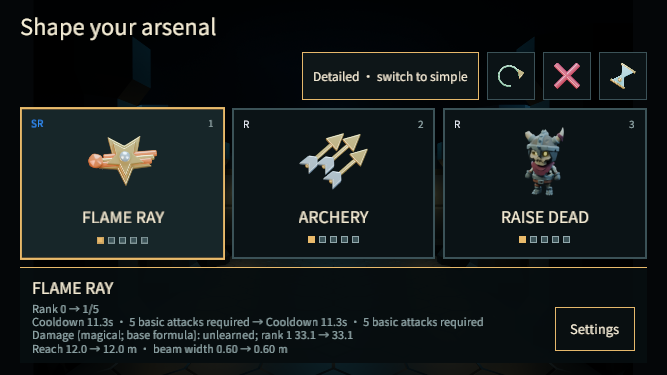 Shape your arsenal
Detailed • switch to simple
SR
1
FLAME RAY
R
2
ARCHERY
R
3
RAISE DEAD
FLAME RAY
Rank 0 → 1/5
Cooldown 11.3s • 5 basic attacks required → Cooldown 11.3s • 5 basic attacks required
Damage (magical; base formula): unlearned; rank 1 33.1 → 33.1
Reach 12.0 → 12.0 m • beam width 0.60 → 0.60 m
Settings